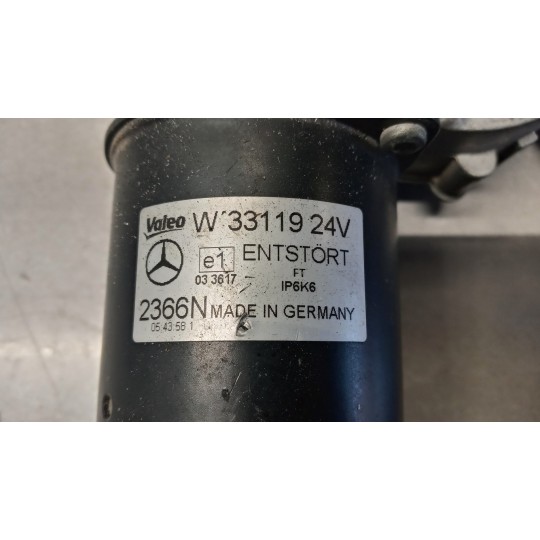 Valeo W´33119 24V
e1 ENTSTÖRT
03 3617 FT
IP6K6
2366N MADE IN GERMANY
05.43:58 1